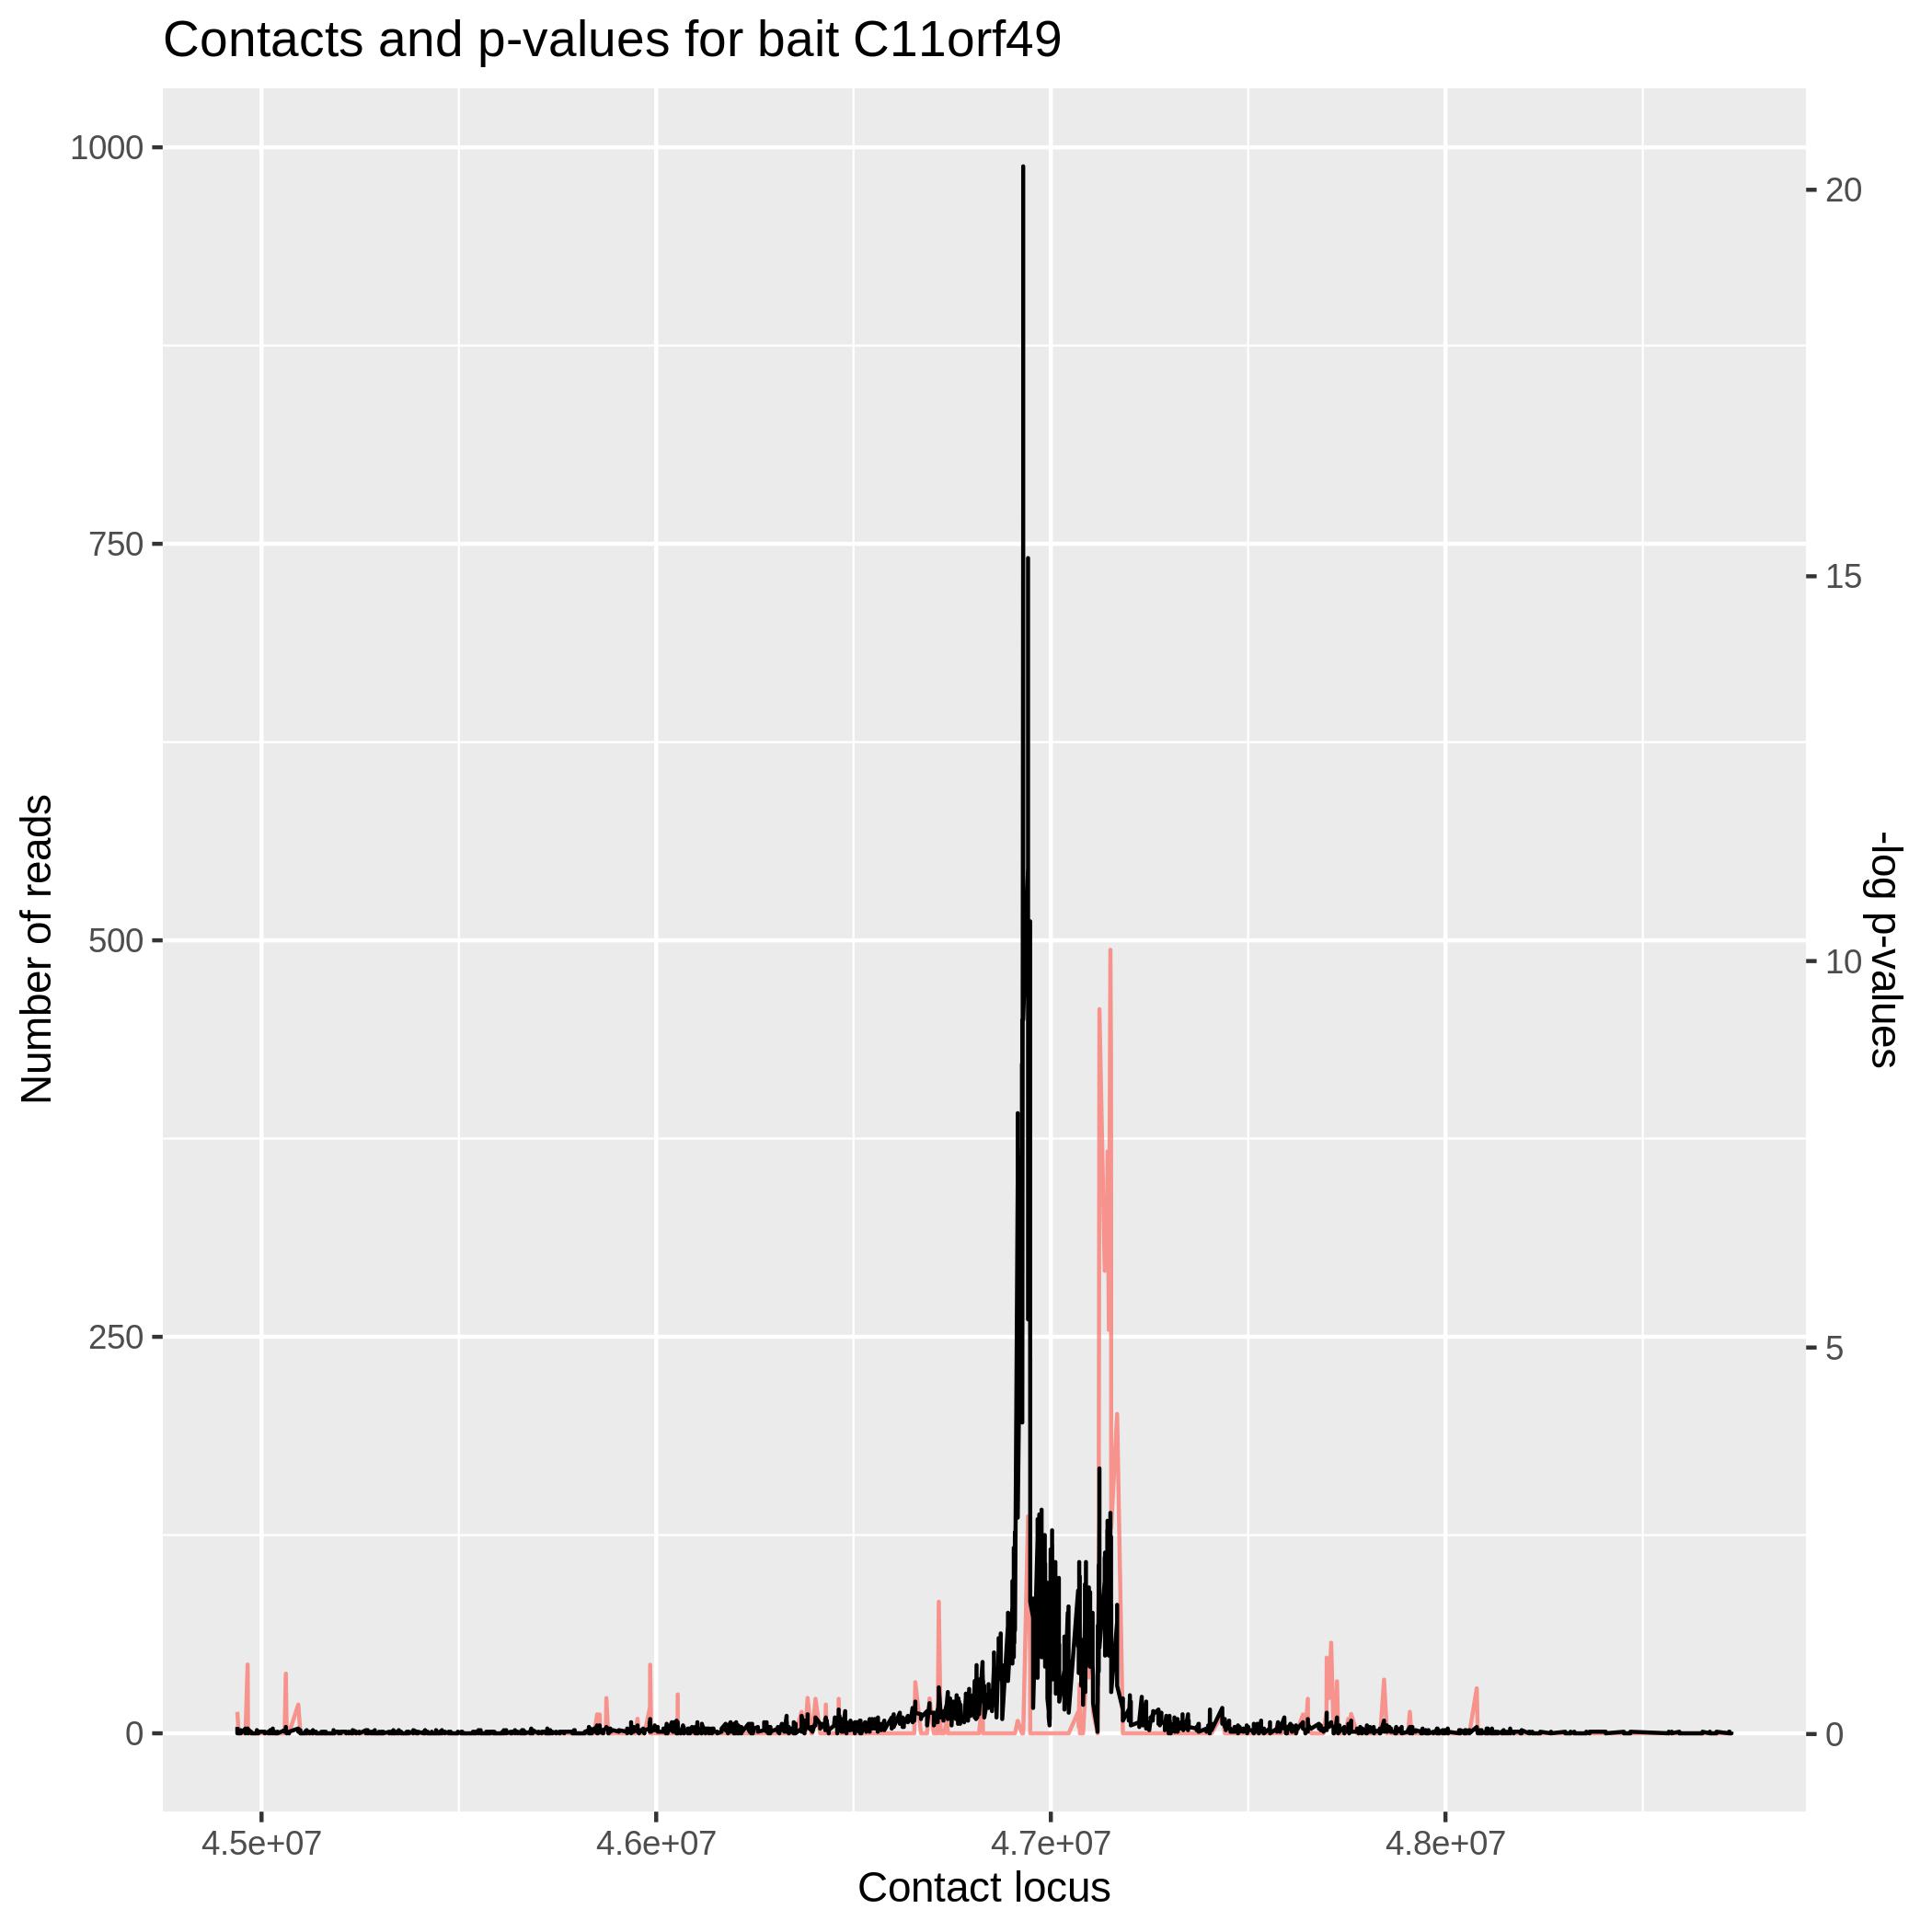 Contacts and p-values for bait C11orf49
1000
750
500
250
0
Number of reads
20
15
10
5
0
-log p-values
4.5e+07
4.6e+07
4.7e+07
4.8e+07
Contact locus